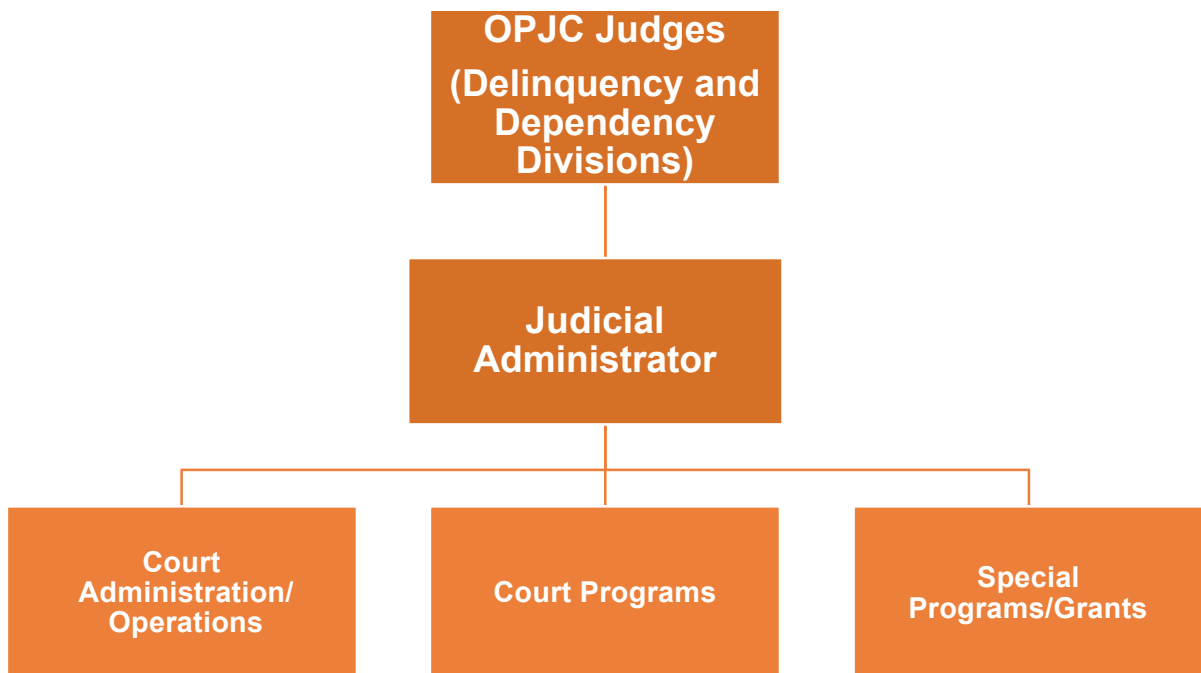 OPJC Judges
(Delinquency and
Dependency
Divisions)
Judicial
Administrator
Court
Administration/
Operations
Court Programs
Special
Programs/Grants